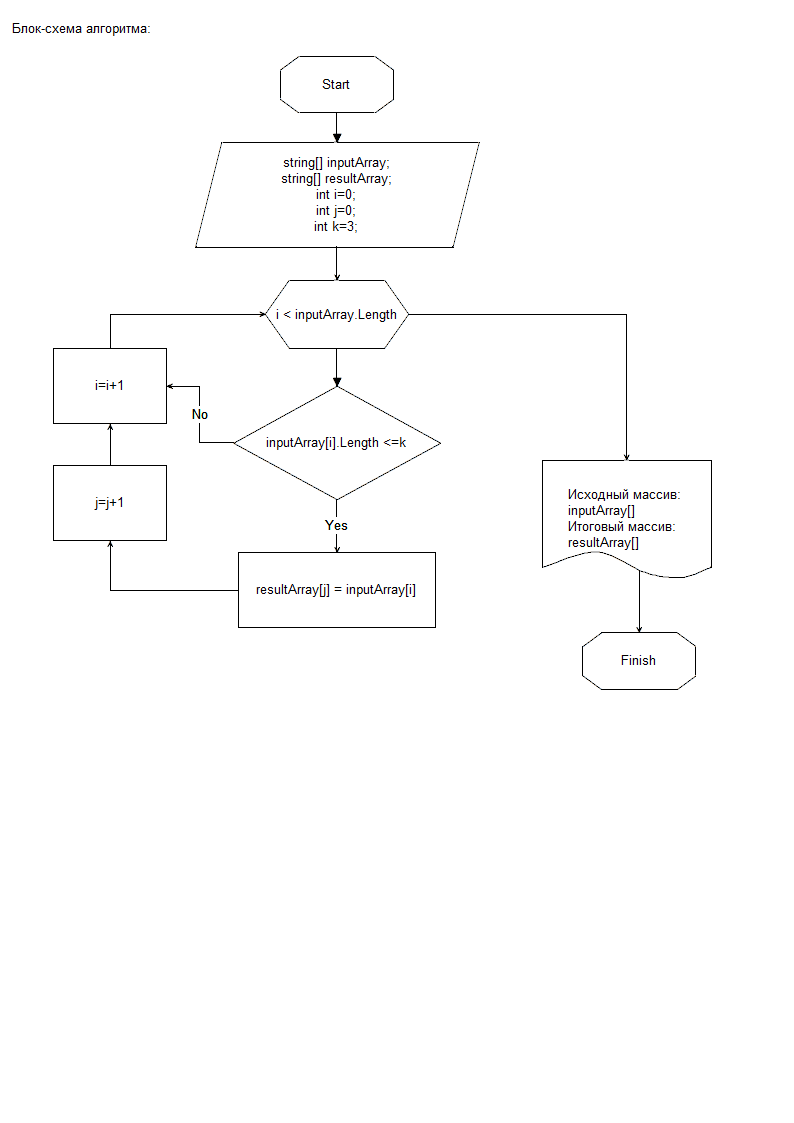 Блок-схема алгоритма:
Start
string[] inputArray;
string[] resultArray;
int i=0;
int j=0;
int k=3;
i < inputArray.Length
i=i+1
No
inputArray[i].Length <=k
j=j+1
Yes
resultArray[j] = inputArray[i]
Исходный массив:
inputArray[]
Итоговый массив:
resultArray[]
Finish